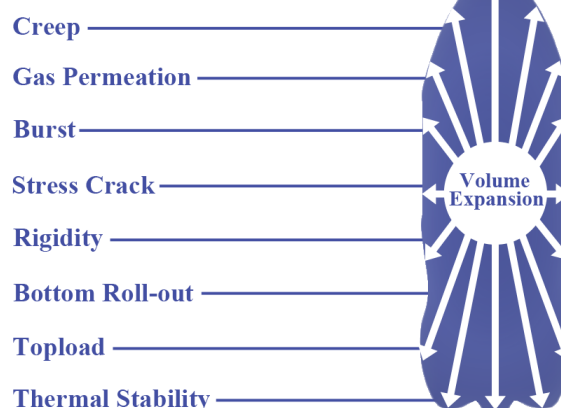 Creep
Gas Permeation
Burst
Stress Crack
Volume
Expansion
Rigidity
Bottom Roll-out
Topload
Thermal Stability